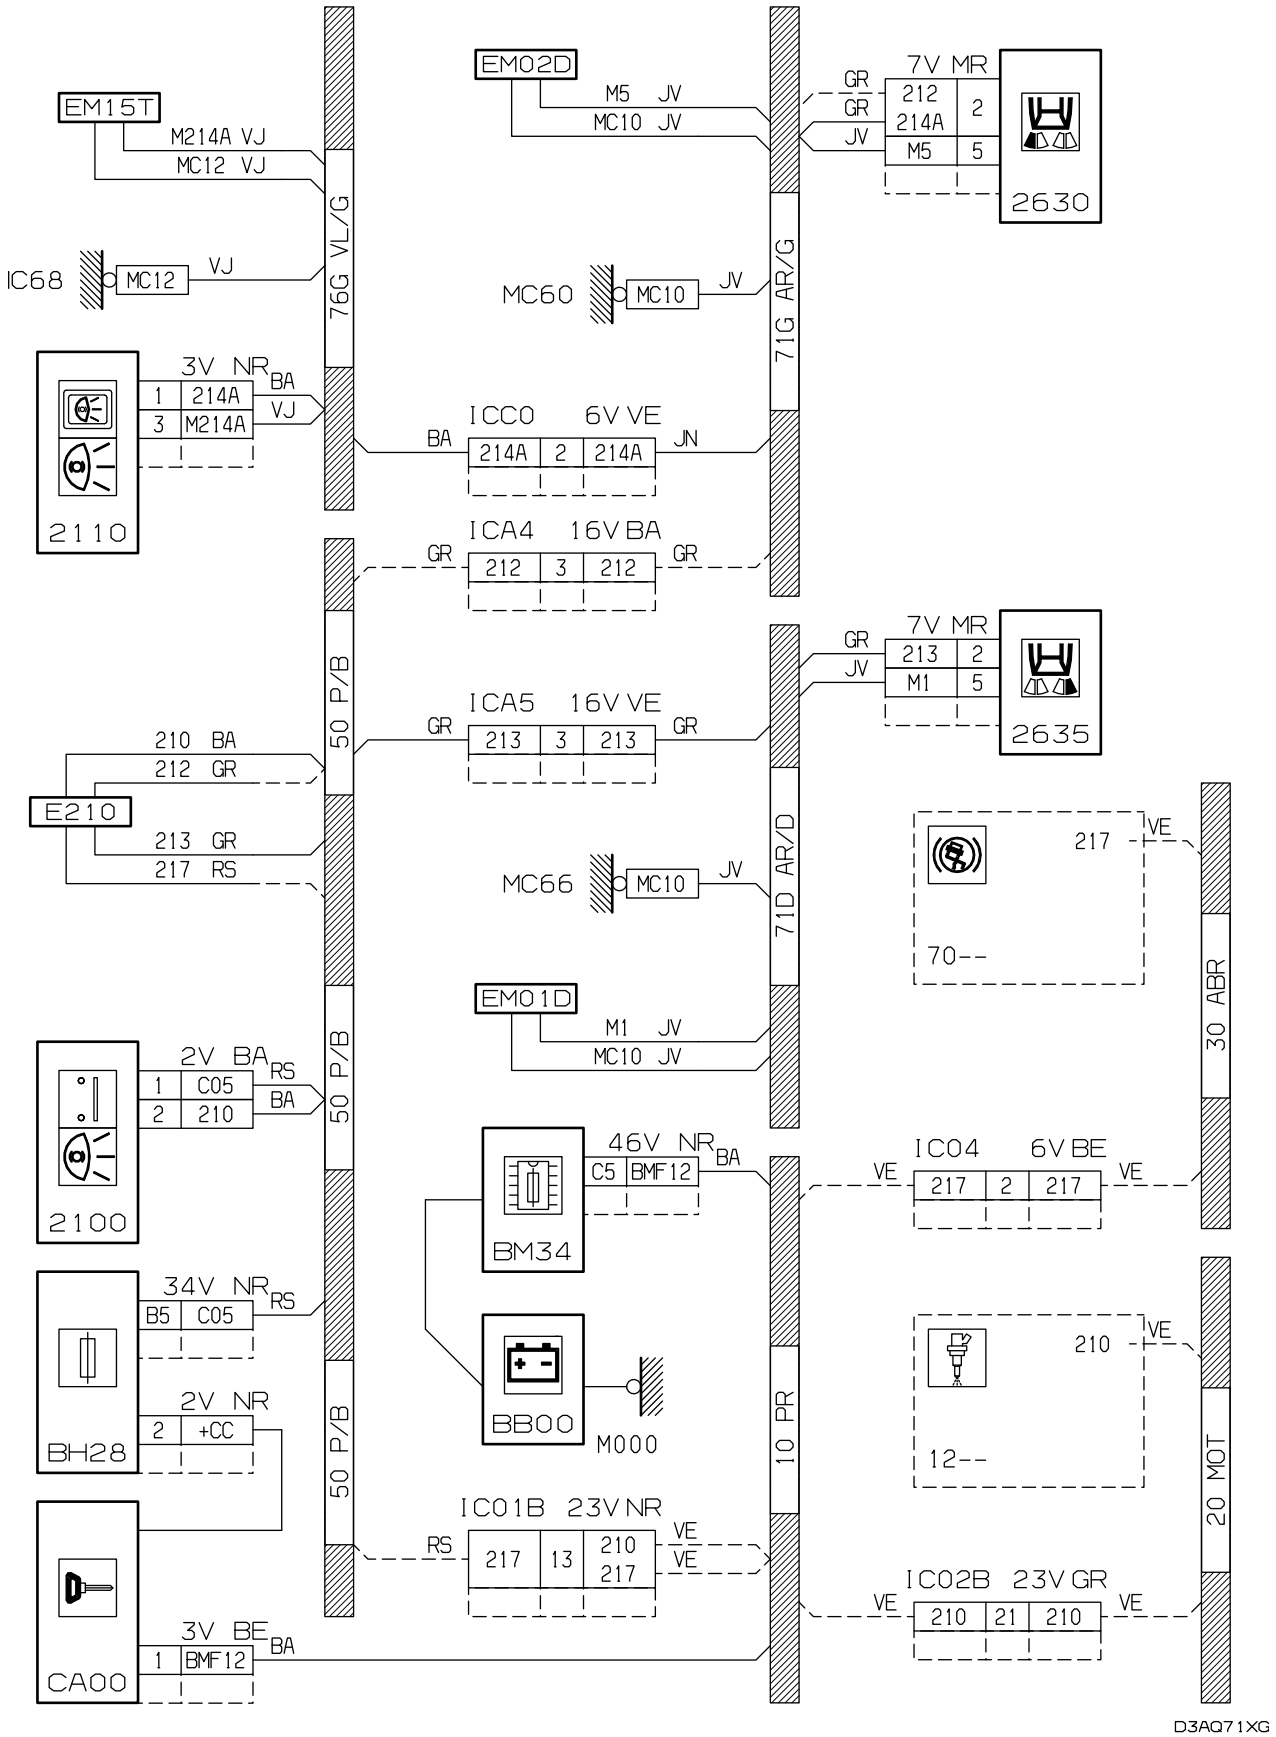 EM15T
M214A VJ
MC12 VJ
IC68
MC12
VJ
76G VL/G
3V NR
1 214A BA
3 M214A VJ
2110
EM02D
M5 JV
MC10 JV
MC60
MC10
JV
71G AR/G
7V MR
GR 212
GR 214A 2
JV M5 5
2630
ICC0 6V VE
BA 214A 2 214A JN
ICA4 16V BA
GR 212 3 212 GR
50 P/B
ICA5 16V VE
GR 213 3 213 GR
7V MR
GR 213 2
JV M1 5
2635
210 BA
212 GR
E210
213 GR
217 RS
MC66
MC10
JV
71D AR/D
EM01D
M1 JV
MC10 JV
217 VE
70--
30 ABR
50 P/B
2V BA
1 C05 RS
2 210 BA
2100
46V NR
C5 BMF12 BA
BM34
IC04 6V BE
VE 217 2 217 VE
34V NR
B5 C05 RS
2V NR
2 +CC
BH28
+ -
BB00
M000
10 PR
210 VE
12--
20 MOT
50 P/B
IC01B 23V NR
RS 217 13 210 VE
217 VE
IC02B 23V GR
VE 210 21 210 VE
3V BE
1 BMF12 BA
CA00
D3AQ71XG